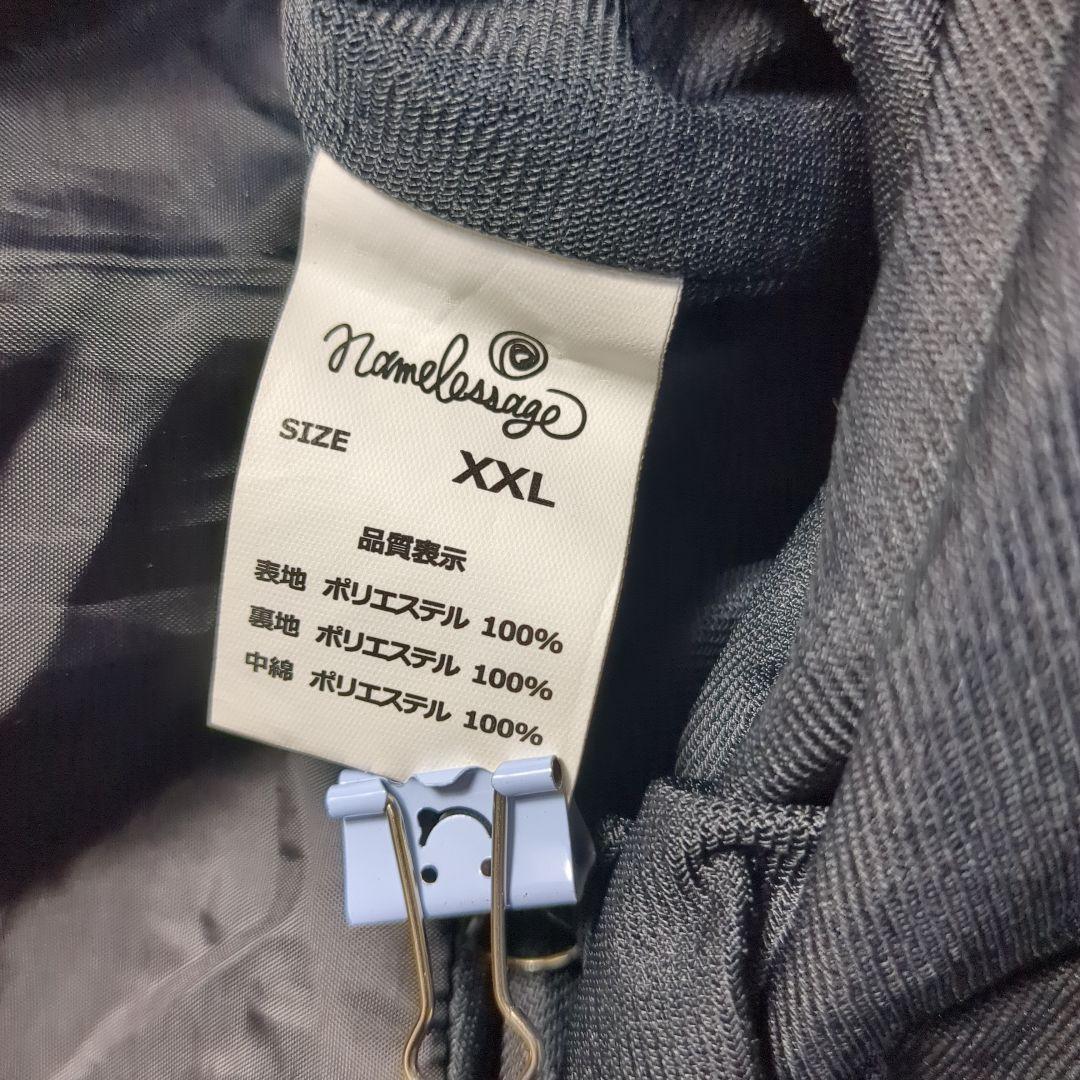 namelessage
SIZE XXL
品質表示
表地 ポリエステル 100%
裏地 ポリエステル 100%
中綿 ポリエステル 100%